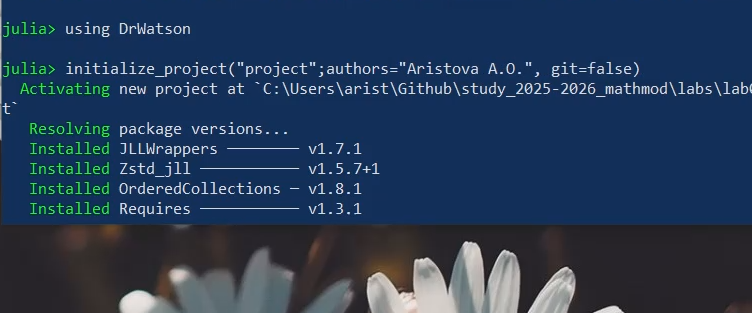 julia> using DrWatson
julia> initialize_project("project";authors="Aristova A.O.", git=false)
Activating new project at `C:\Users\arist\Github\study_2025-2026_mathmod\labs\lab
t`
Resolving package versions...
Installed JLLWrappers ──────── v1.7.1
Installed Zstd_jll ─────────── v1.5.7+1
Installed OrderedCollections ─ v1.8.1
Installed Requires ─────────── v1.3.1